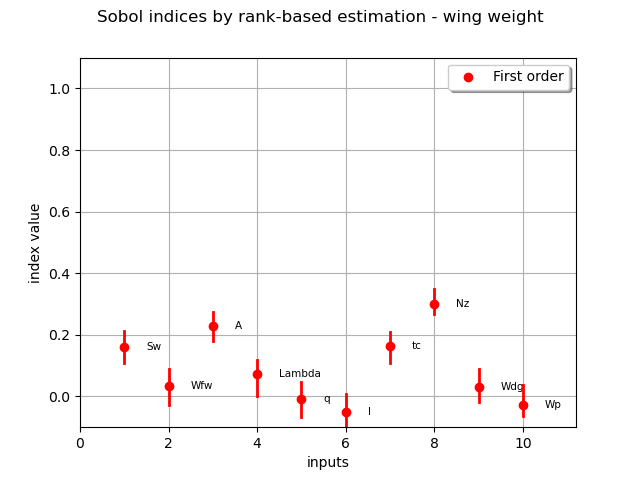 Sobol indices by rank-based estimation - wing weight
First order
1.0
0.8
0.6
0.4
0.2
0.0
index value
Sw
Wfw
A
Lambda
q
l
tc
Nz
Wdg
Wp
0
2
4
6
8
10
inputs